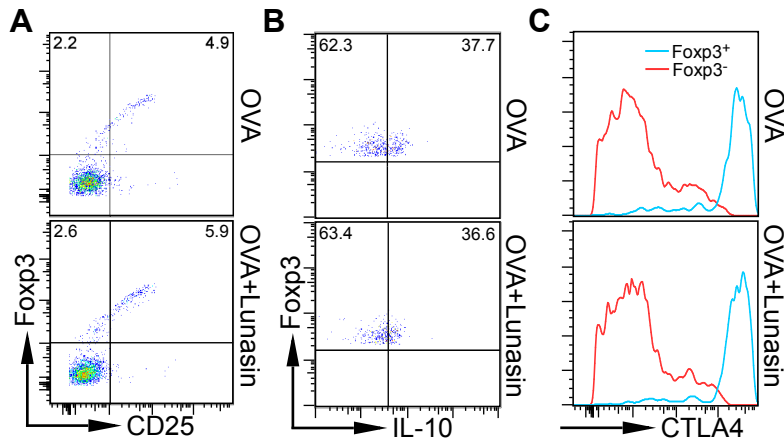 A
B
C
2.2
4.9
OVA
62.3
37.7
OVA
Foxp3+
Foxp3-
OVA
2.6
5.9
OVA+Lunasin
63.4
36.6
OVA+Lunasin
OVA+Lunasin
Foxp3
CD25
Foxp3
IL-10
CTLA4